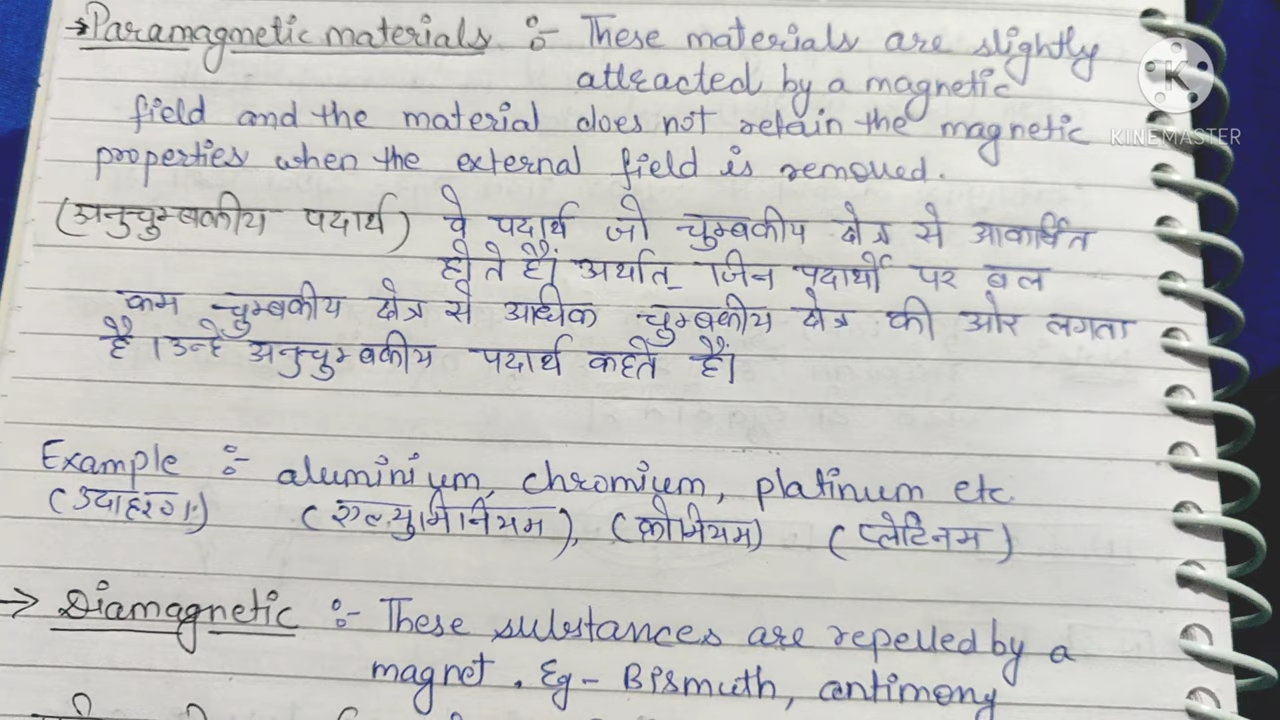 → Paramagnetic materials :- These materials are slightly
attracted by a magnetic
field and the material does not retain the magnetic
properties when the external field is removed.
(अनुचुम्बकीय पदार्थ) वे पदार्थ जो चुम्बकीय क्षेत्र से आकर्षित
होते हैं। अर्थात् जिन पदार्थो पर बल
कम चुम्बकीय क्षेत्र से अधिक चुम्बकीय क्षेत्र की ओर लगता
है। उन्हे अनुचुम्बकीय पदार्थ कहते हैं।
Example :- aluminium, chromium, platinum etc.
(उदाहरण:) (एल्युमिनियम), (क्रोमियम) (प्लेटिनम)
→ Diamagnetic :- These substances are repelled by a
magnet. Eg - Bismuth, antimony
K
KINEMASTER